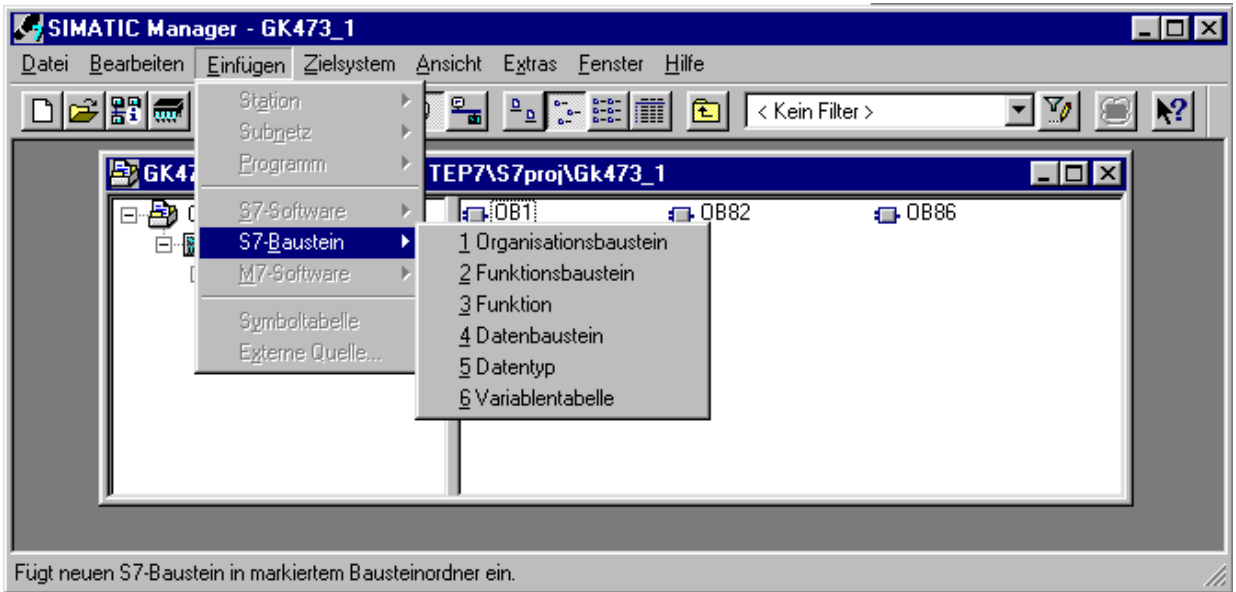 SIMATIC Manager - GK473_1
Datei Bearbeiten Einfügen Zielsystem Ansicht Extras Fenster Hilfe
< Kein Filter >
Station
Subnetz
Programm
S7-Software
S7-Baustein
M7-Software
Symboltabelle
Externe Quelle...
GK47 TEP7\S7proj\Gk473_1
OB1 OB82 OB86
1 Organisationsbaustein
2 Funktionsbaustein
3 Funktion
4 Datenbaustein
5 Datentyp
6 Variablentabelle
Fügt neuen S7-Baustein in markiertem Bausteinordner ein.